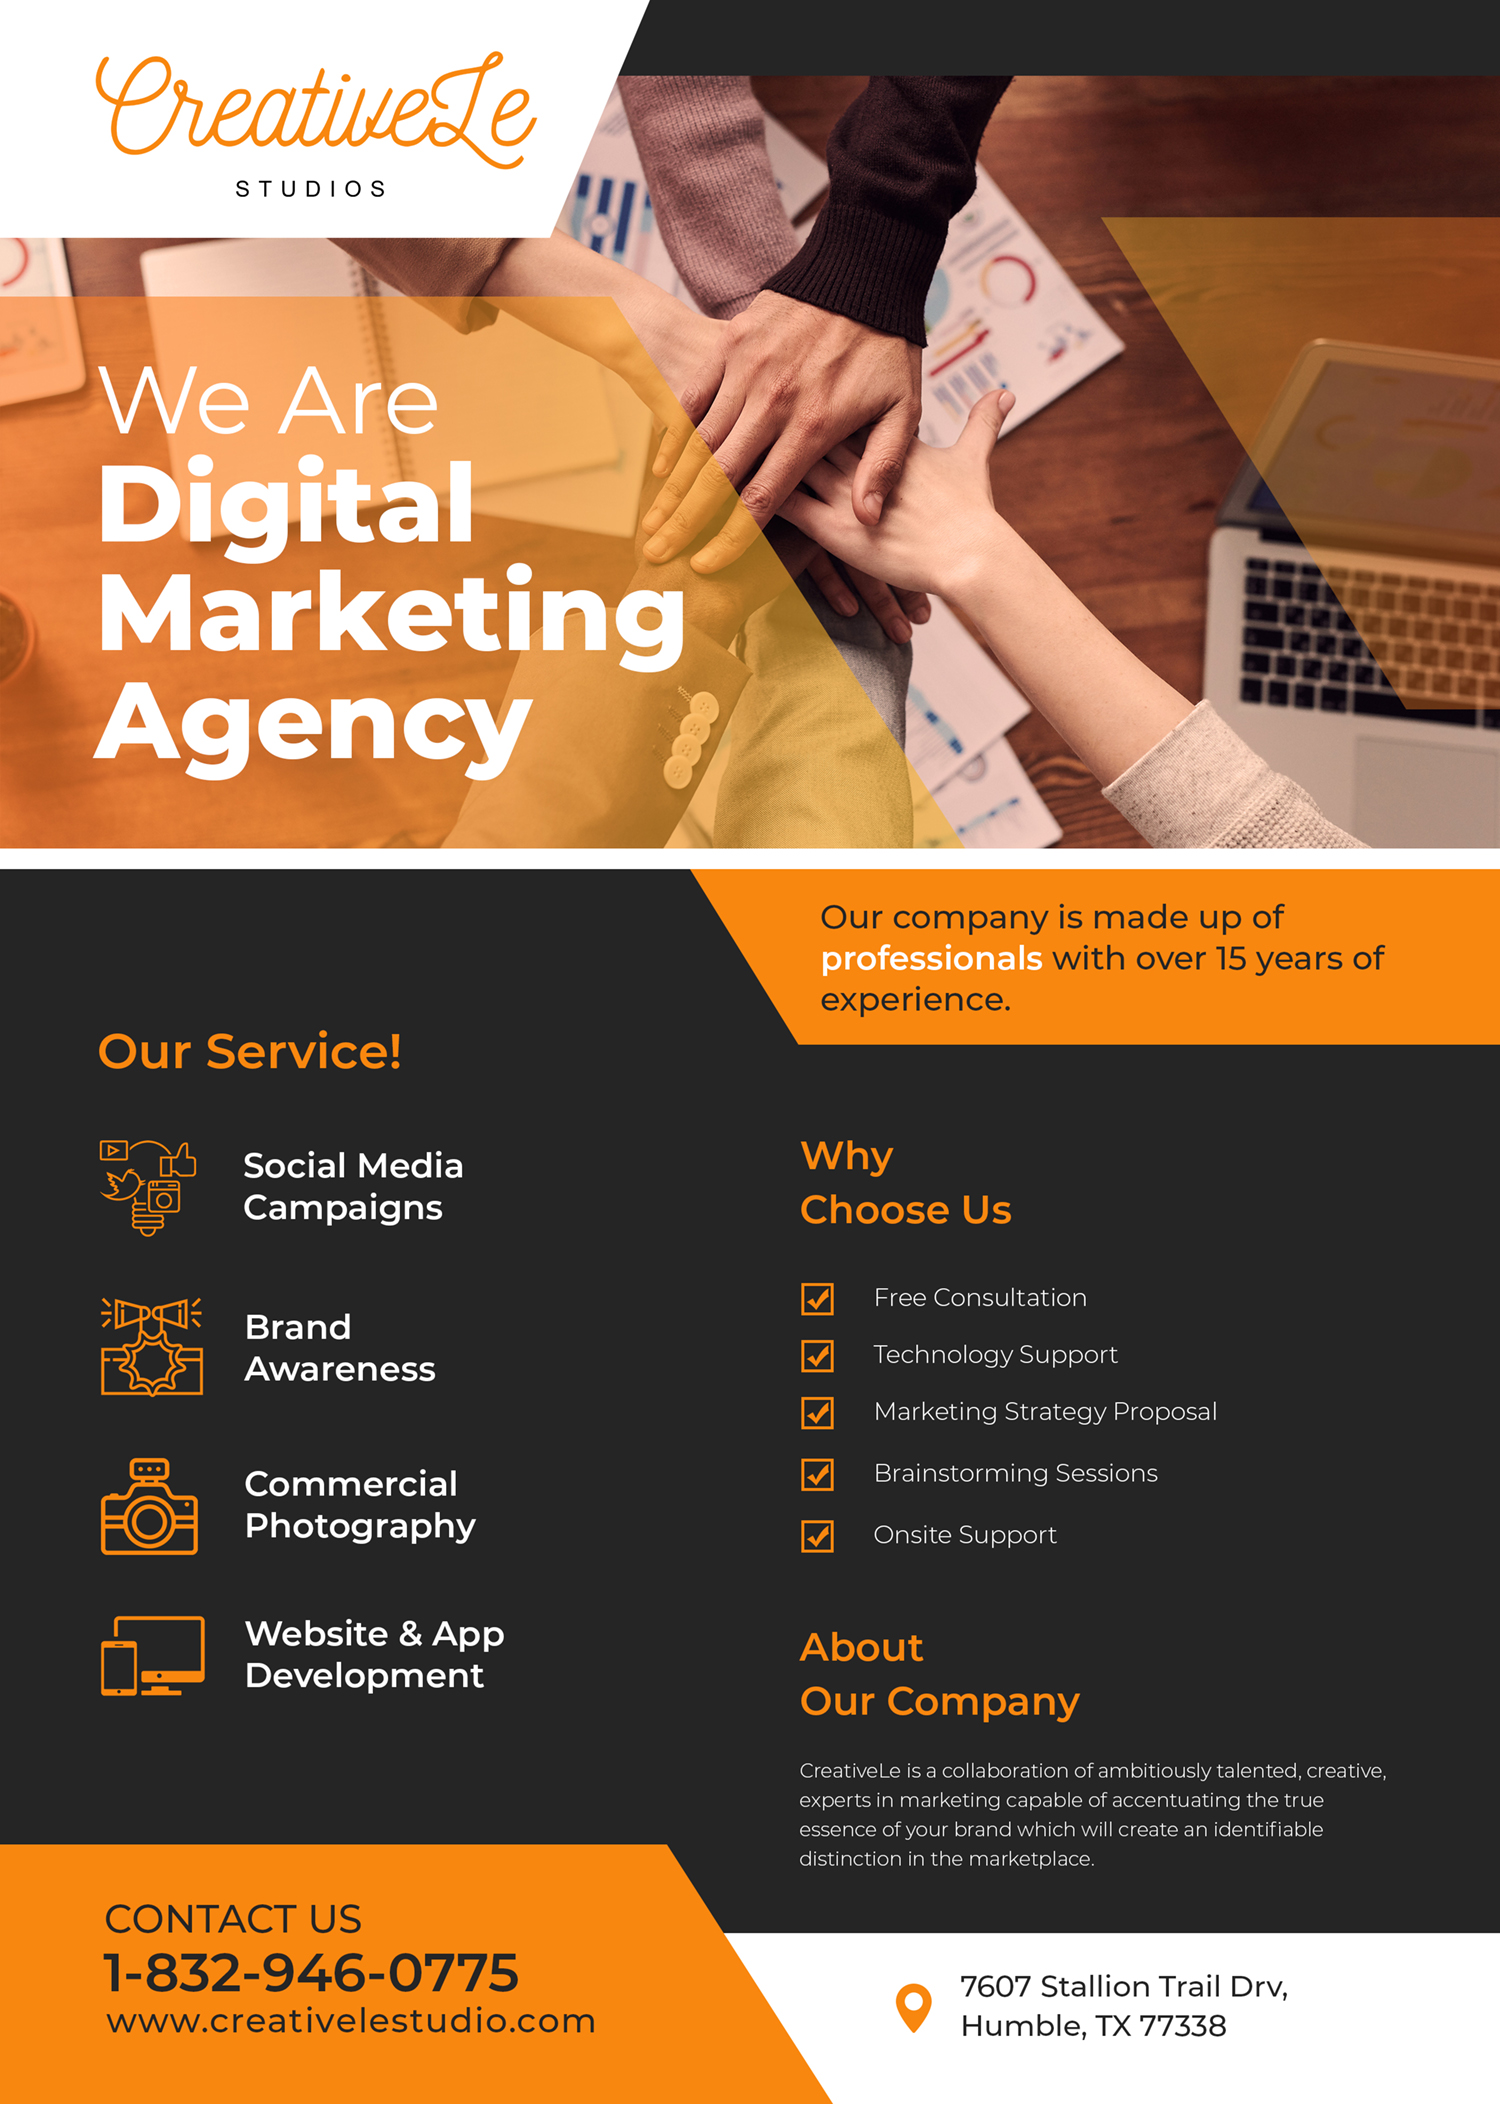 CreativeLe
STUDIOS
We Are
Digital
Marketing
Agency
Our company is made up of
professionals with over 15 years of
experience.
Our Service!
Social Media
Campaigns
Brand
Awareness
Commercial
Photography
Website & App
Development
Why
Choose Us
Free Consultation
Technology Support
Marketing Strategy Proposal
Brainstorming Sessions
Onsite Support
About
Our Company
CreativeLe is a collaboration of ambitiously talented, creative,
experts in marketing capable of accentuating the true
essence of your brand which will create an identifiable
distinction in the marketplace.
CONTACT US
1-832-946-0775
www.creativelestudio.com
7607 Stallion Trail Drv,
Humble, TX 77338